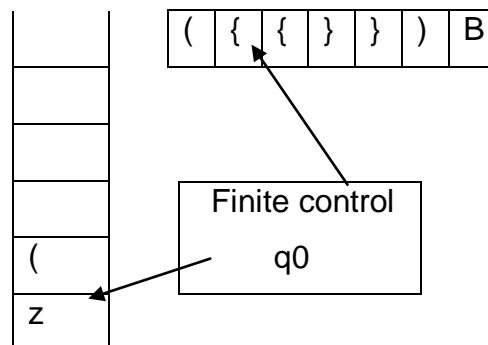 ( { { } } ) B
Finite control
q0
(
z